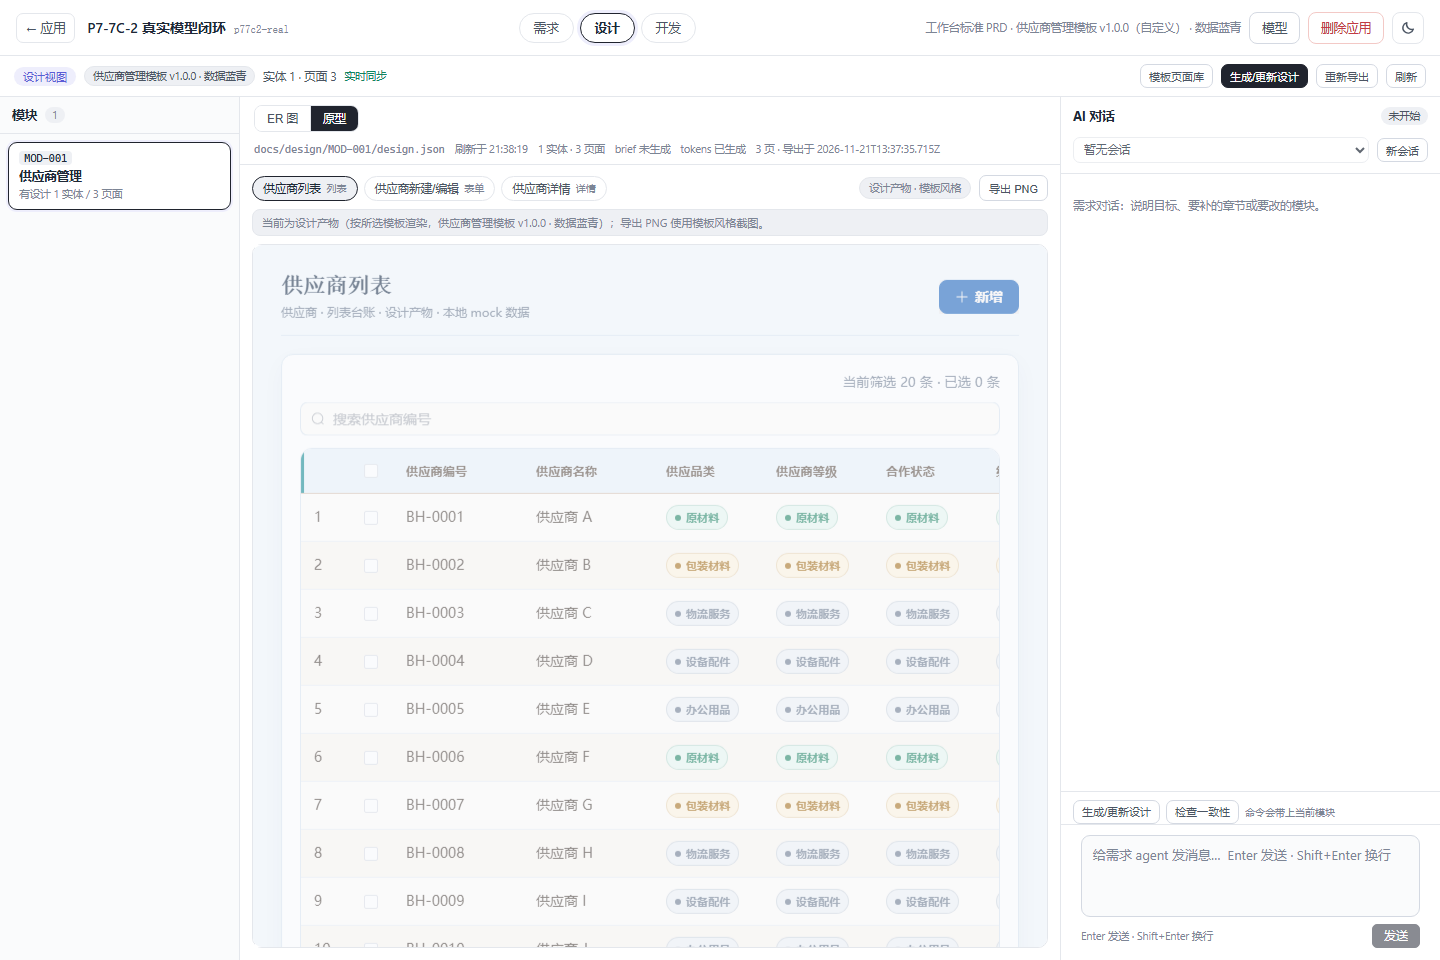 ← 应用
P7-7C-2 真实模型闭环 p77c2-real
需求 设计 开发
工作台标准 PRD · 供应商管理模板 v1.0.0（自定义） · 数据蓝青
模型 删除应用
设计视图 供应商管理模板 v1.0.0 · 数据蓝青 实体 1 · 页面 3 实时同步
模板页面库 生成/更新设计 重新导出 刷新
模块 1
MOD-001
供应商管理
有设计 1 实体 / 3 页面
ER 图 原型
docs/design/MOD-001/design.json 刷新于 21:38:19 1 实体 · 3 页面 brief 未生成 tokens 已生成 3 页 · 导出于 2026-11-21T13:37:35.715Z
供应商列表 列表 供应商新建/编辑 表单 供应商详情 详情
设计产物 · 模板风格 导出 PNG
当前为设计产物（按所选模板渲染，供应商管理模板 v1.0.0 · 数据蓝青）；导出 PNG 使用模板风格截图。
供应商列表
供应商 · 列表台账 · 设计产物 · 本地 mock 数据
＋ 新增
当前筛选 20 条 · 已选 0 条
搜索供应商编号
供应商编号 供应商名称 供应品类 供应商等级 合作状态
1 BH-0001 供应商 A 原材料 原材料 原材料
2 BH-0002 供应商 B 包装材料 包装材料 包装材料
3 BH-0003 供应商 C 物流服务 物流服务 物流服务
4 BH-0004 供应商 D 设备配件 设备配件 设备配件
5 BH-0005 供应商 E 办公用品 办公用品 办公用品
6 BH-0006 供应商 F 原材料 原材料 原材料
7 BH-0007 供应商 G 包装材料 包装材料 包装材料
8 BH-0008 供应商 H 物流服务 物流服务 物流服务
9 BH-0009 供应商 I 设备配件 设备配件 设备配件
10 BH-0010 供应商 办公用品 办公用品 办公用品
AI 对话 未开始
暂无会话 新会话
需求对话：说明目标、要补的章节或要改的模块。
生成/更新设计 检查一致性 命令会带上当前模块
给需求 agent 发消息… Enter 发送 · Shift+Enter 换行
Enter 发送 · Shift+Enter 换行
发送